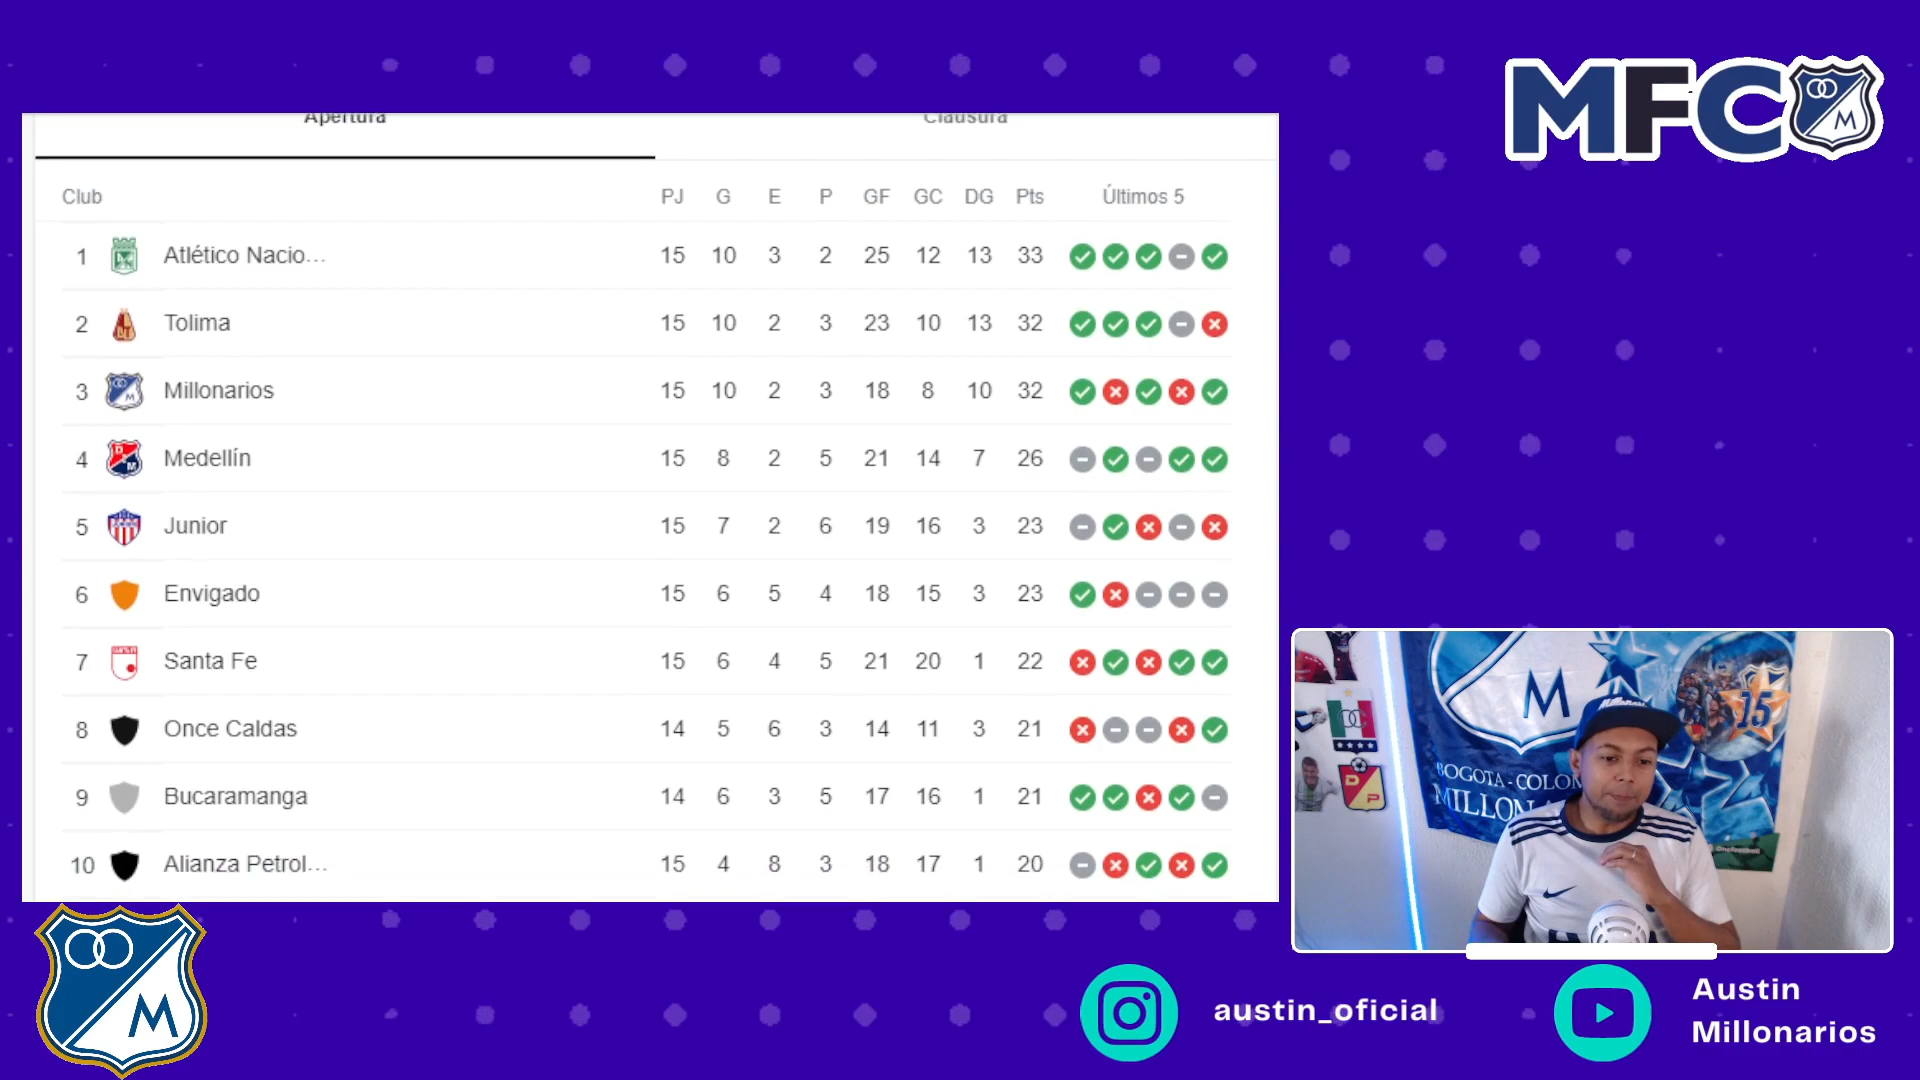 MFC
M
Apertura Clausura
Club PJ G E P GF GC DG Pts Últimos 5
1 Atlético Nacio... 15 10 3 2 25 12 13 33
2 Tolima 15 10 2 3 23 10 13 32
3 Millonarios 15 10 2 3 18 8 10 32
4 Medellín 15 8 2 5 21 14 7 26
5 Junior 15 7 2 6 19 16 3 23
6 Envigado 15 6 5 4 18 15 3 23
7 Santa Fe 15 6 4 5 21 20 1 22
8 Once Caldas 14 5 6 3 14 11 3 21
9 Bucaramanga 14 6 3 5 17 16 1 21
10 Alianza Petrol... 15 4 8 3 18 17 1 20
M
15
BOGOTA - COLOM
MILLON
DP
M
austin_oficial
Austin
Millonarios